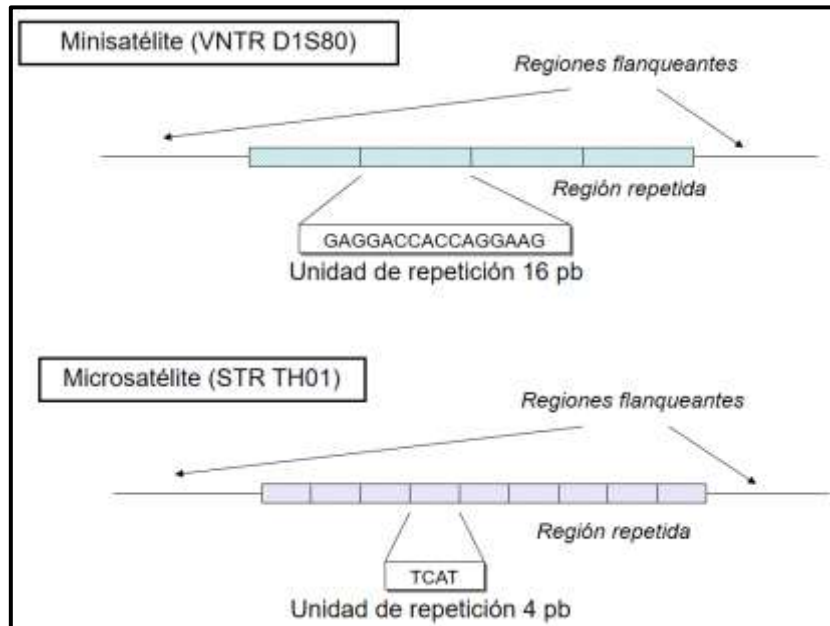 Minisatélite (VNTR D1S80)
Regiones flanqueantes
Región repetida
GAGGACCACCAGGAAG
Unidad de repetición 16 pb
Microsatélite (STR TH01)
Regiones flanqueantes
Región repetida
TCAT
Unidad de repetición 4 pb